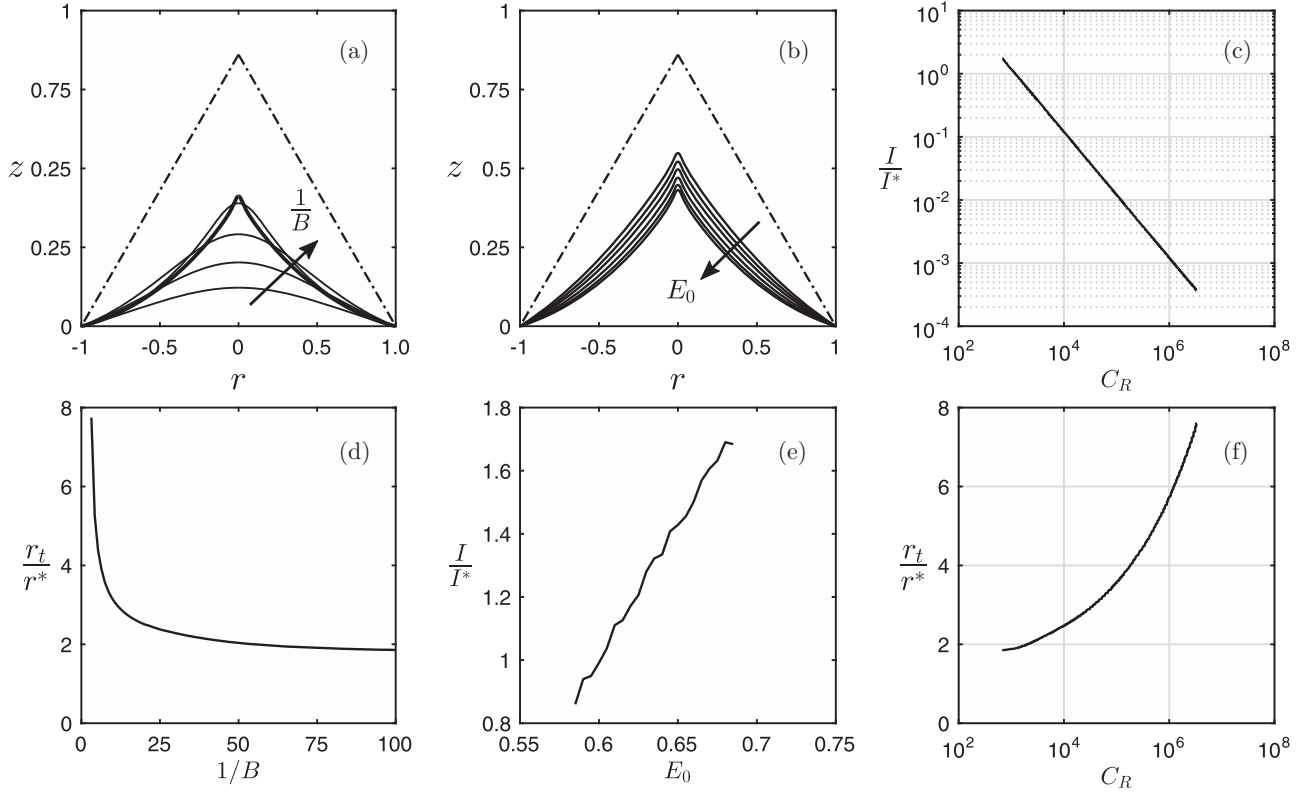 (a)
1
0.75
z
0.25
0.25
0
1/B
-1 -0.5 0 0.5 1.0
r
(b)
1
0.75
z
0.5
0.25
0
E_0
-1 -0.5 0 0.5 1
r
(c)
10^1
10^0
10^-1
I/I*
10^-2
10^-3
10^-4
10^2 10^4 10^6 10^8
C_R
(d)
8
6
r_t/r*
4
2
0
0 25 50 75 100
1/B
(e)
1.8
1.6
1.4
I/I*
1.2
1
0.8
0.55 0.6 0.65 0.7 0.75
E_0
(f)
8
6
r_t/r*
4
2
0
10^2 10^4 10^6 10^8
C_R